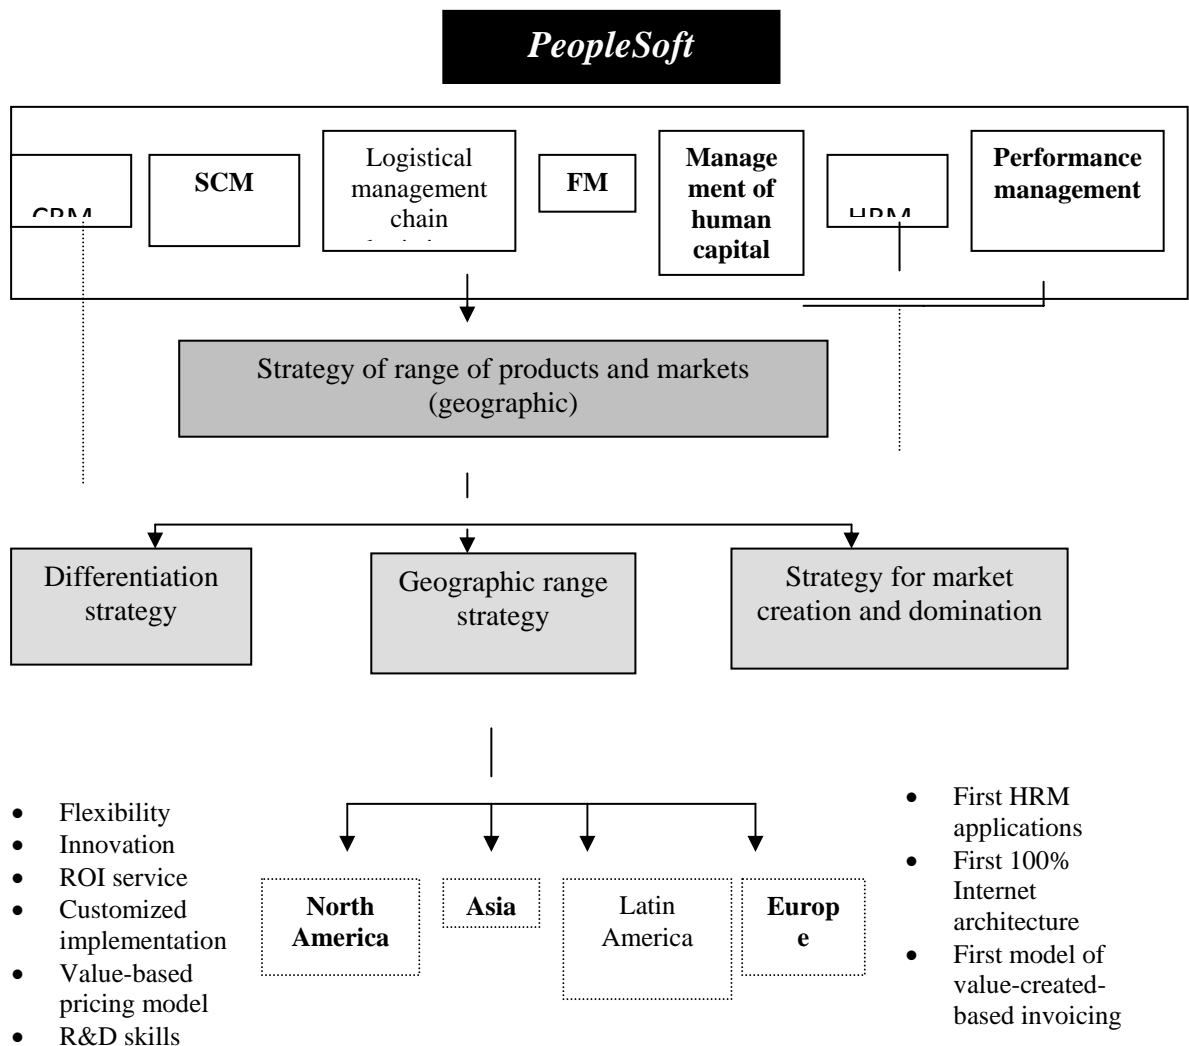 PeopleSoft
CRM
SCM
Logistical
management
chain
FM
Manage
ment of
human
capital
HRM
Performance
management
Strategy of range of products and markets
(geographic)
Differentiation
strategy
Geographic range
strategy
Strategy for market
creation and domination
• Flexibility
• Innovation
• ROI service
• Customized
implementation
• Value-based
pricing model
• R&D skills
North
America
Asia
Latin
America
Europ
e
• First HRM
applications
• First 100%
Internet
architecture
• First model of
value-created-
based invoicing